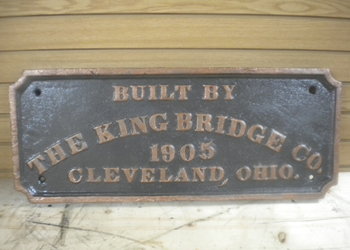 BUILT BY
THE KING BRIDGE CO.
1905
CLEVELAND, OHIO.